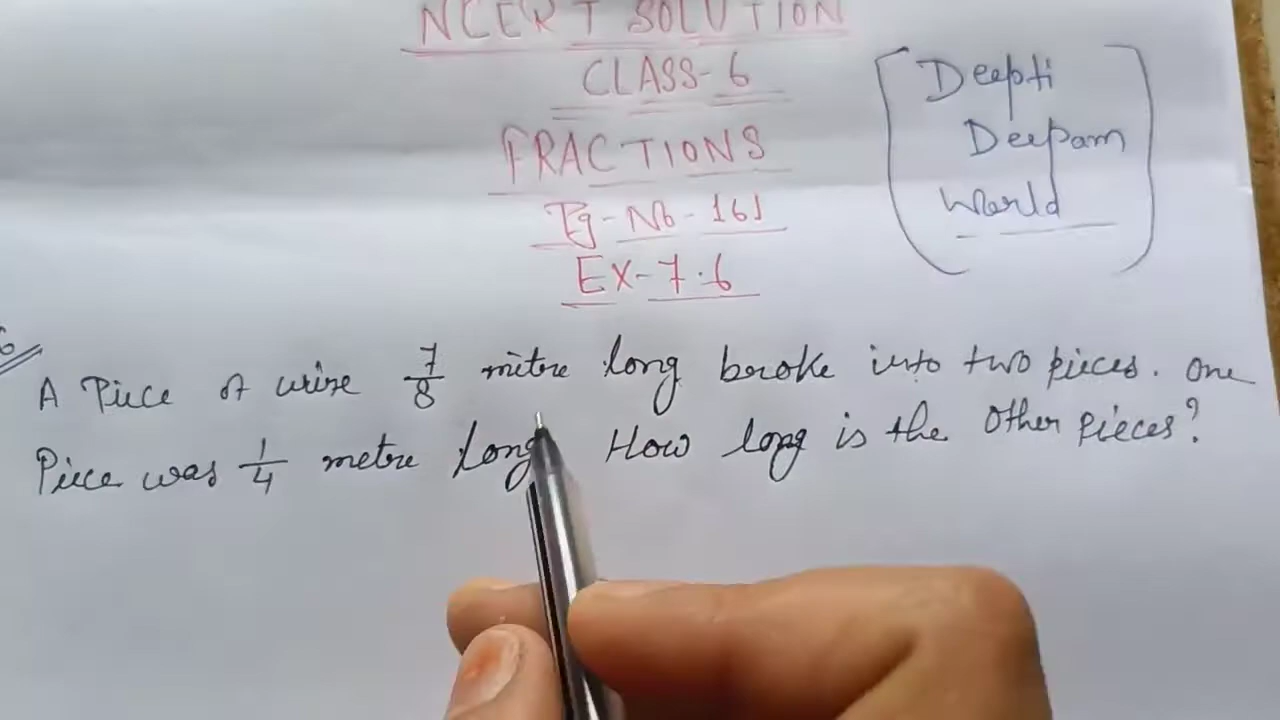 NCERT SOLUTION
CLASS-6
FRACTIONS
Pg-No-161
EX-7.6
Deepti
Deepam
World
6
A Piece of wire 7/8 metre long broke into two pieces. One
Piece was 1/4 metre long How long is the Other pieces?